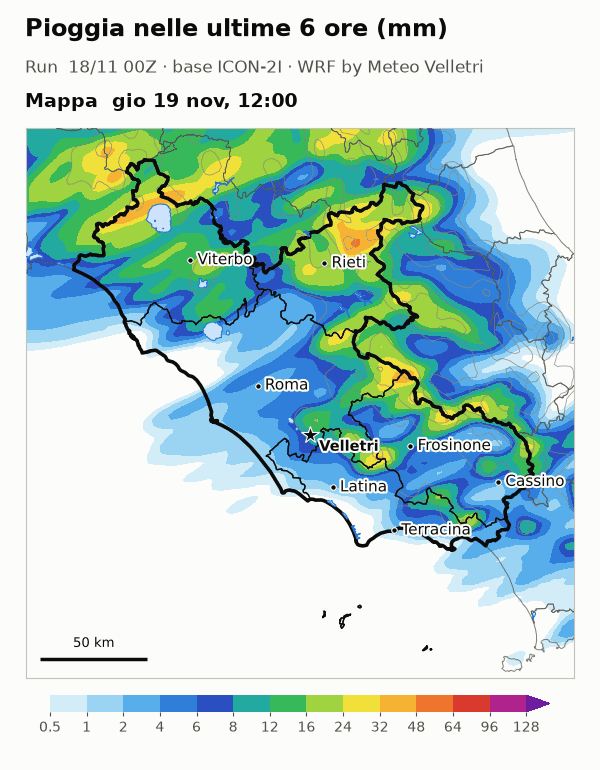 Pioggia nelle ultime 6 ore (mm)
Run  18/11 00Z · base ICON-2I · WRF by Meteo Velletri
Mappa  gio 19 nov, 12:00
Viterbo
Rieti
Roma
Velletri
Frosinone
Latina
Cassino
Terracina
50 km
0.5 1 2 4 6 8 12 16 24 32 48 64 96 128